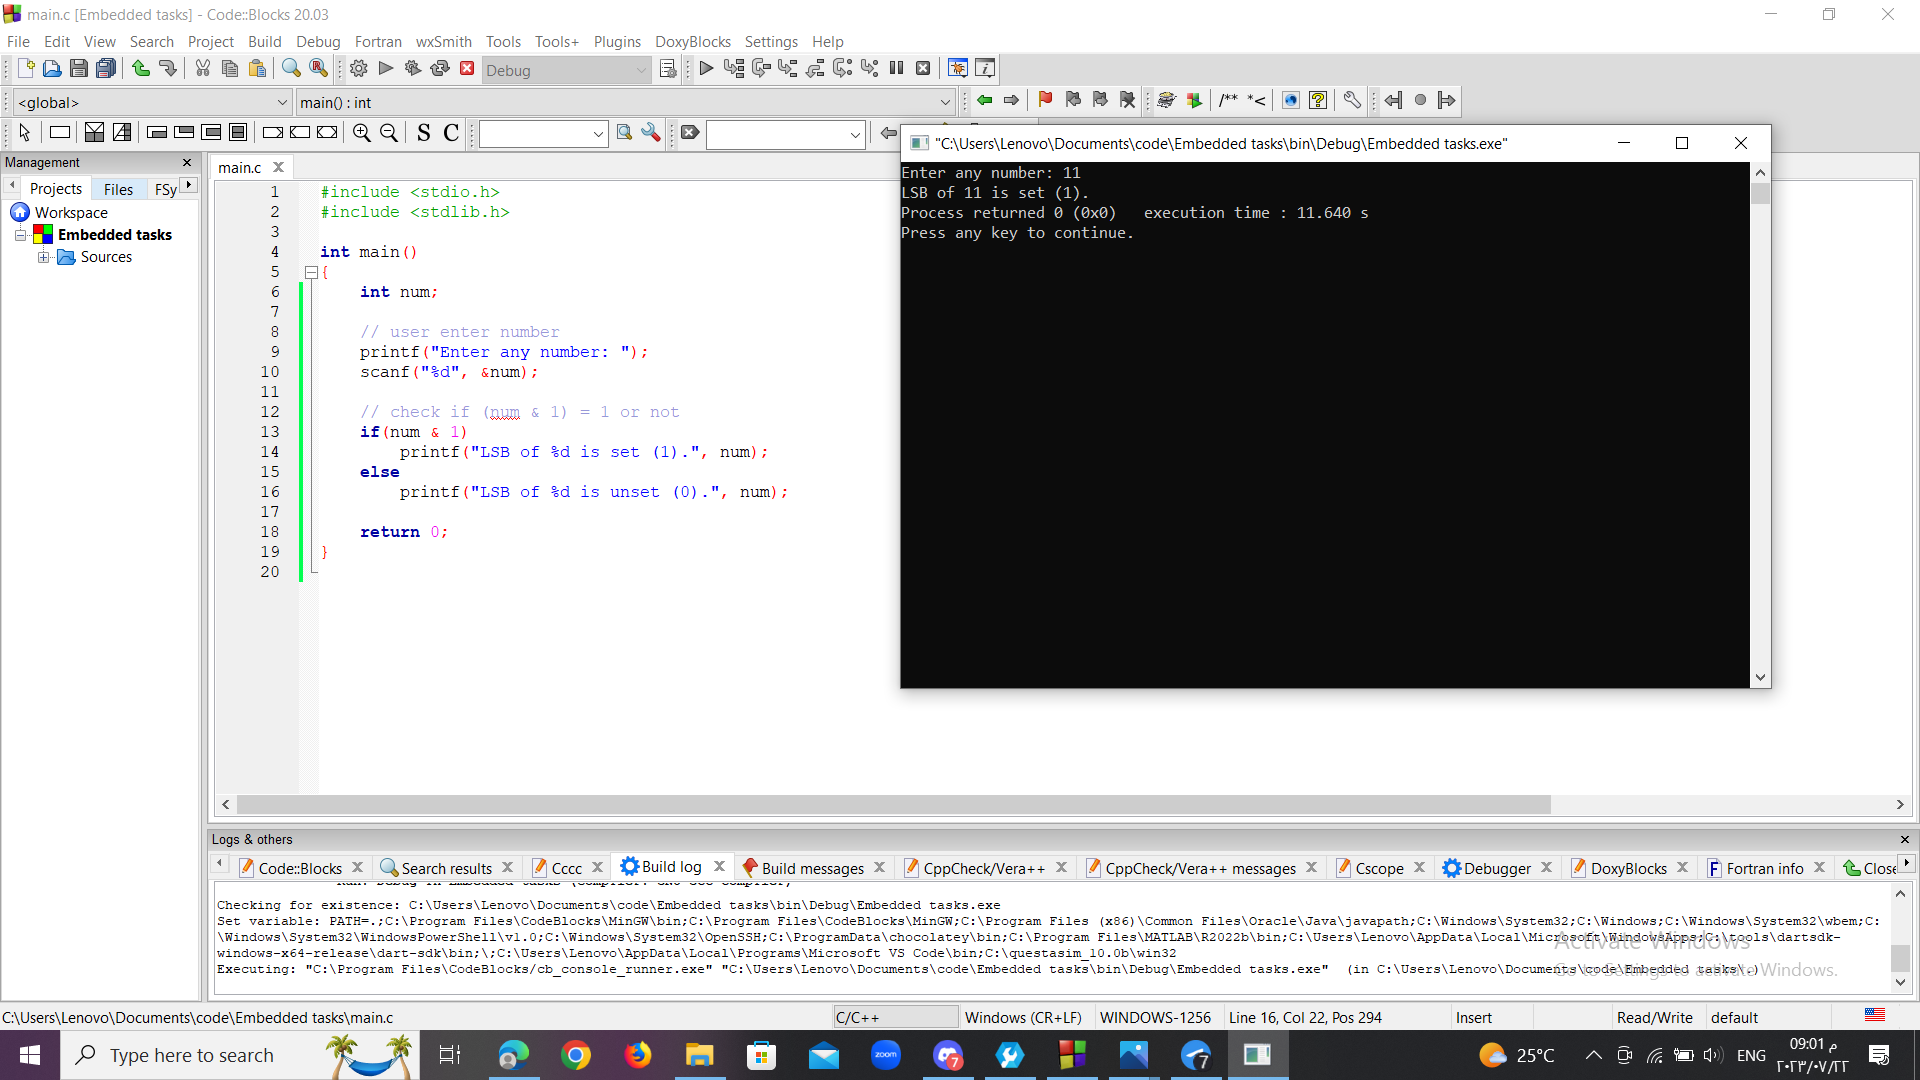 main.c [Embedded tasks] - Code::Blocks 20.03
File Edit View Search Project Build Debug Fortran wxSmith Tools Tools+ Plugins DoxyBlocks Settings Help
Debug
<global> main() : int
/** *<
S C
Management
Projects Files FSy
Workspace
Embedded tasks
Sources
main.c
1 #include <stdio.h>
2 #include <stdlib.h>
3
4 int main()
5 {
6 int num;
7
8 // user enter number
9 printf("Enter any number: ");
10 scanf("%d", &num);
11
12 // check if (num & 1) = 1 or not
13 if(num & 1)
14 printf("LSB of %d is set (1).", num);
15 else
16 printf("LSB of %d is unset (0).", num);
17
18 return 0;
19 }
20
"C:\Users\Lenovo\Documents\code\Embedded tasks\bin\Debug\Embedded tasks.exe"
Enter any number: 11
LSB of 11 is set (1).
Process returned 0 (0x0) execution time : 11.640 s
Press any key to continue.
Logs & others
Code::Blocks Search results Cccc Build log Build messages CppCheck/Vera++ CppCheck/Vera++ messages Cscope Debugger DoxyBlocks Fortran info Close
Checking for existence: C:\Users\Lenovo\Documents\code\Embedded tasks\bin\Debug\Embedded tasks.exe
Set variable: PATH=.;C:\Program Files\CodeBlocks\MinGW\bin;C:\Program Files\CodeBlocks\MinGW;C:\Program Files (x86)\Common Files\Oracle\Java\javapath;C:\Windows\System32;C:\Windows;C:\Windows\System32\wbem;C:
\Windows\System32\WindowsPowerShell\v1.0;C:\Windows\System32\OpenSSH;C:\ProgramData\chocolatey\bin;C:\Program Files\MATLAB\R2022b\bin;C:\Users\Lenovo\AppData\Local\Microsoft\WindowsApps;C:\tools\dartsdk-
windows-x64-release\dart-sdk\bin;\;C:\Users\Lenovo\AppData\Local\Programs\Microsoft VS Code\bin;C:\questasim_10.0b\win32
Executing: "C:\Program Files\CodeBlocks/cb_console_runner.exe" "C:\Users\Lenovo\Documents\code\Embedded tasks\bin\Debug\Embedded tasks.exe" (in C:\Users\Lenovo\Documents\code\Embedded tasks\.)
Activate Windows
Go to Settings to activate Windows.
C:\Users\Lenovo\Documents\code\Embedded tasks\main.c C/C++ Windows (CR+LF) WINDOWS-1256 Line 16, Col 22, Pos 294 Insert Read/Write default
Type here to search
zoom
7
7
25°C ENG
09:01 م
٢٠٢٣/٠٧/٢٢